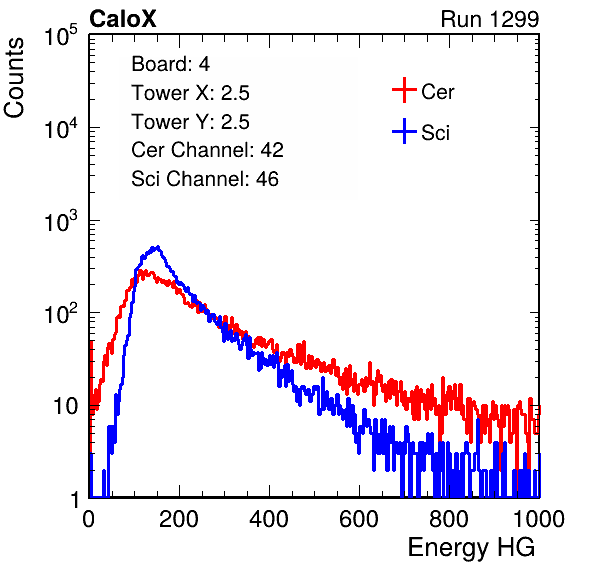 CaloX Run 1299
Counts
10^5
10^4
10^3
10^2
10
1
Board: 4
Tower X: 2.5
Tower Y: 2.5
Cer Channel: 42
Sci Channel: 46
Cer
Sci
0 200 400 600 800 1000
Energy HG